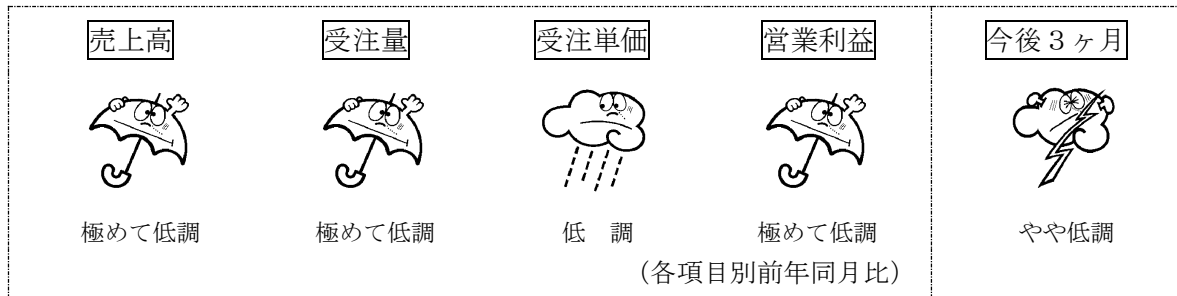 売上高 受注量 受注単価 営業利益 今後３ヶ月
極めて低調 極めて低調 低　調 極めて低調 やや低調
（各項目別前年同月比）